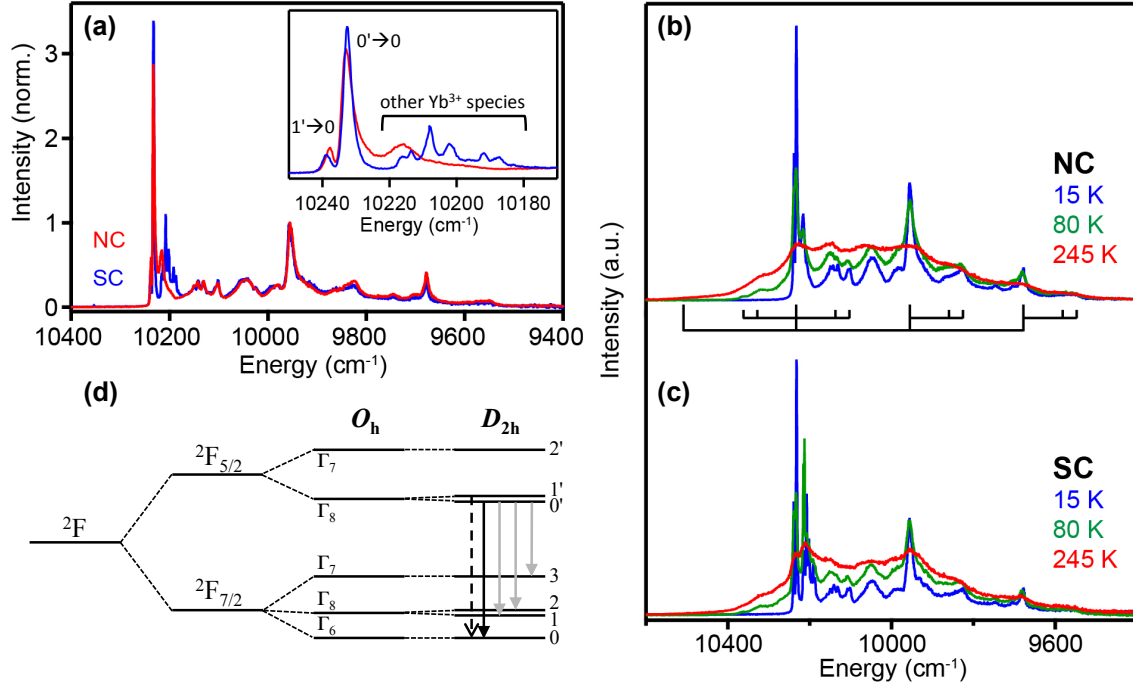 (a)
Intensity (norm.)
3
2
1
0
NC
SC
1'→0
0'→0
other Yb³⁺ species
10240 10220 10200 10180
Energy (cm⁻¹)
10200 10000 9800 9600 9400
Energy (cm⁻¹)
(b)
NC
15 K
80 K
245 K
Intensity (a.u.)
(c)
SC
15 K
80 K
245 K
10400 10000 9600
Energy (cm⁻¹)
(d)
Oh D2h
²F
²F5/2
²F7/2
Γ7
Γ8
Γ7
Γ8
Γ6
2'
1'
0'
3
2
1
0